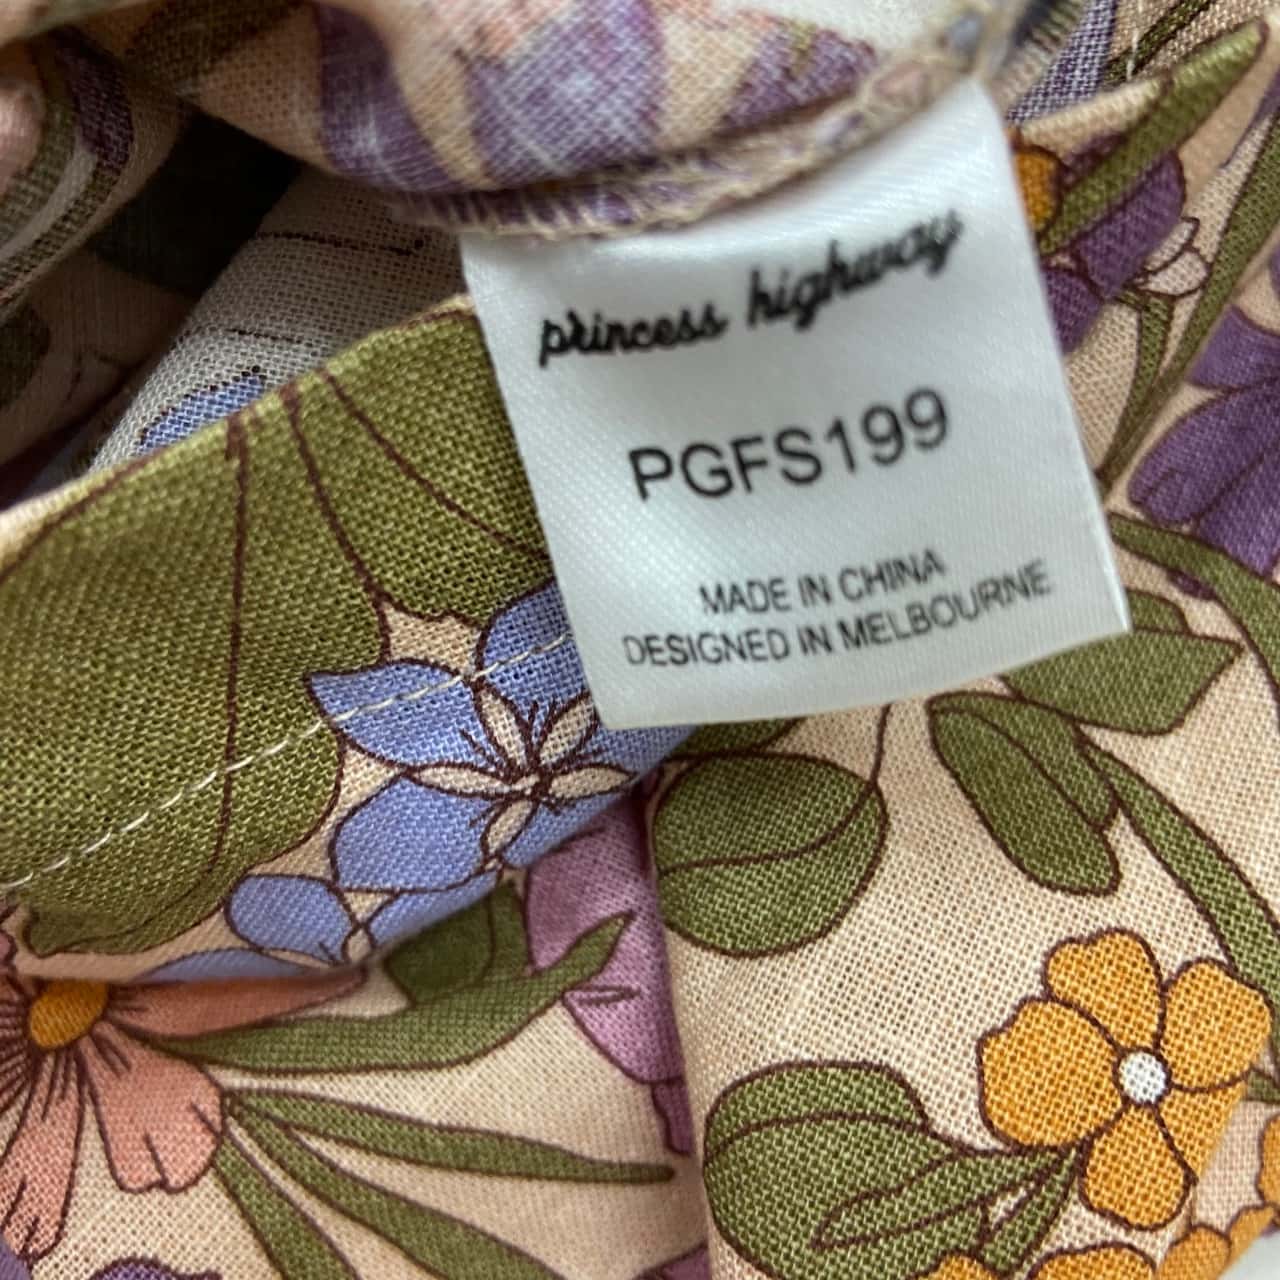 princess highway
PGFS199
MADE IN CHINA
DESIGNED IN MELBOURNE